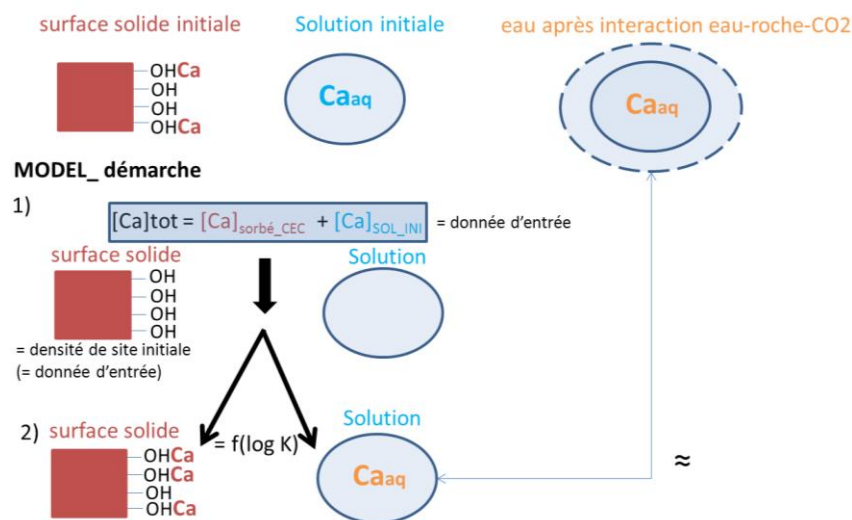 surface solide initiale
Solution initiale
eau après interaction eau-roche-CO2
OHCa
OH
OH
OHCa
Caaq
Caaq
MODEL_ démarche
1)
[Ca]tot = [Ca]sorbé_CEC + [Ca]SOL_INI = donnée d'entrée
surface solide
Solution
OH
OH
OH
OH
= densité de site initiale
(= donnée d'entrée)
Solution
2) surface solide
= f(log K)
OHCa
OHCa
OH
OHCa
Caaq
≈